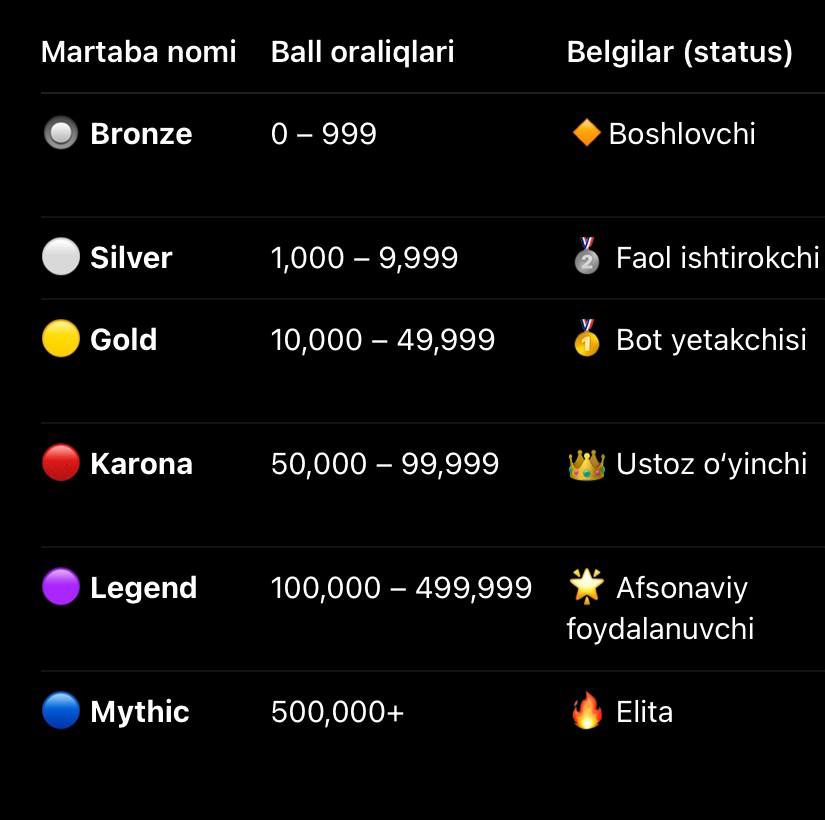 Martaba nomi Ball oraliqlari Belgilar (status)
🔘 Bronze 0 – 999 🔸Boshlovchi
⚪ Silver 1,000 – 9,999 🥈 Faol ishtirokchi
🟡 Gold 10,000 – 49,999 🥇 Bot yetakchisi
🔴 Karona 50,000 – 99,999 👑 Ustoz o‘yinchi
🟣 Legend 100,000 – 499,999 🌟 Afsonaviy
foydalanuvchi
🔵 Mythic 500,000+ 🔥 Elita